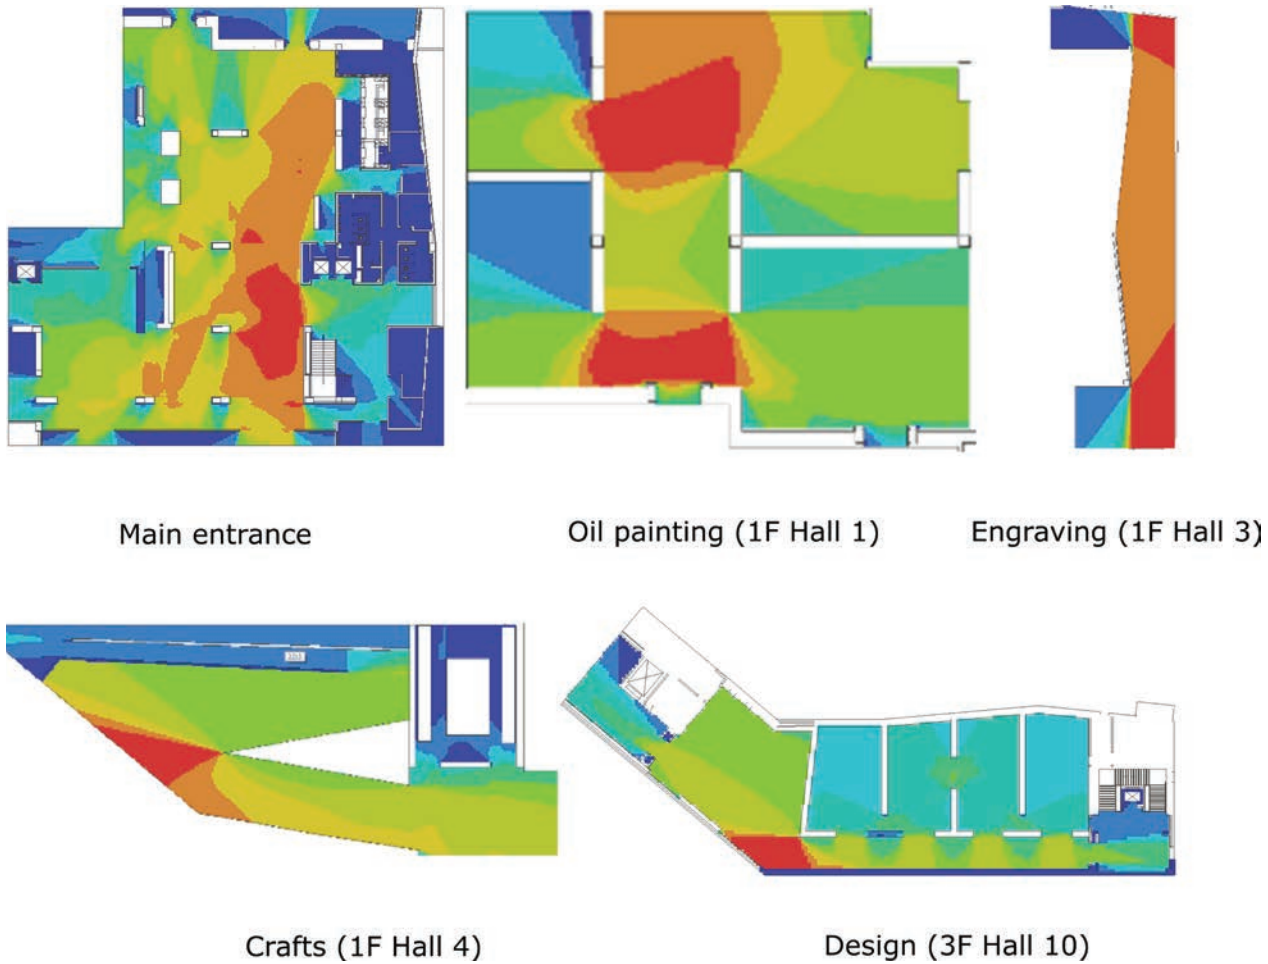 Main entrance
Oil painting (1F Hall 1)
Engraving (1F Hall 3)
Crafts (1F Hall 4)
Design (3F Hall 10)